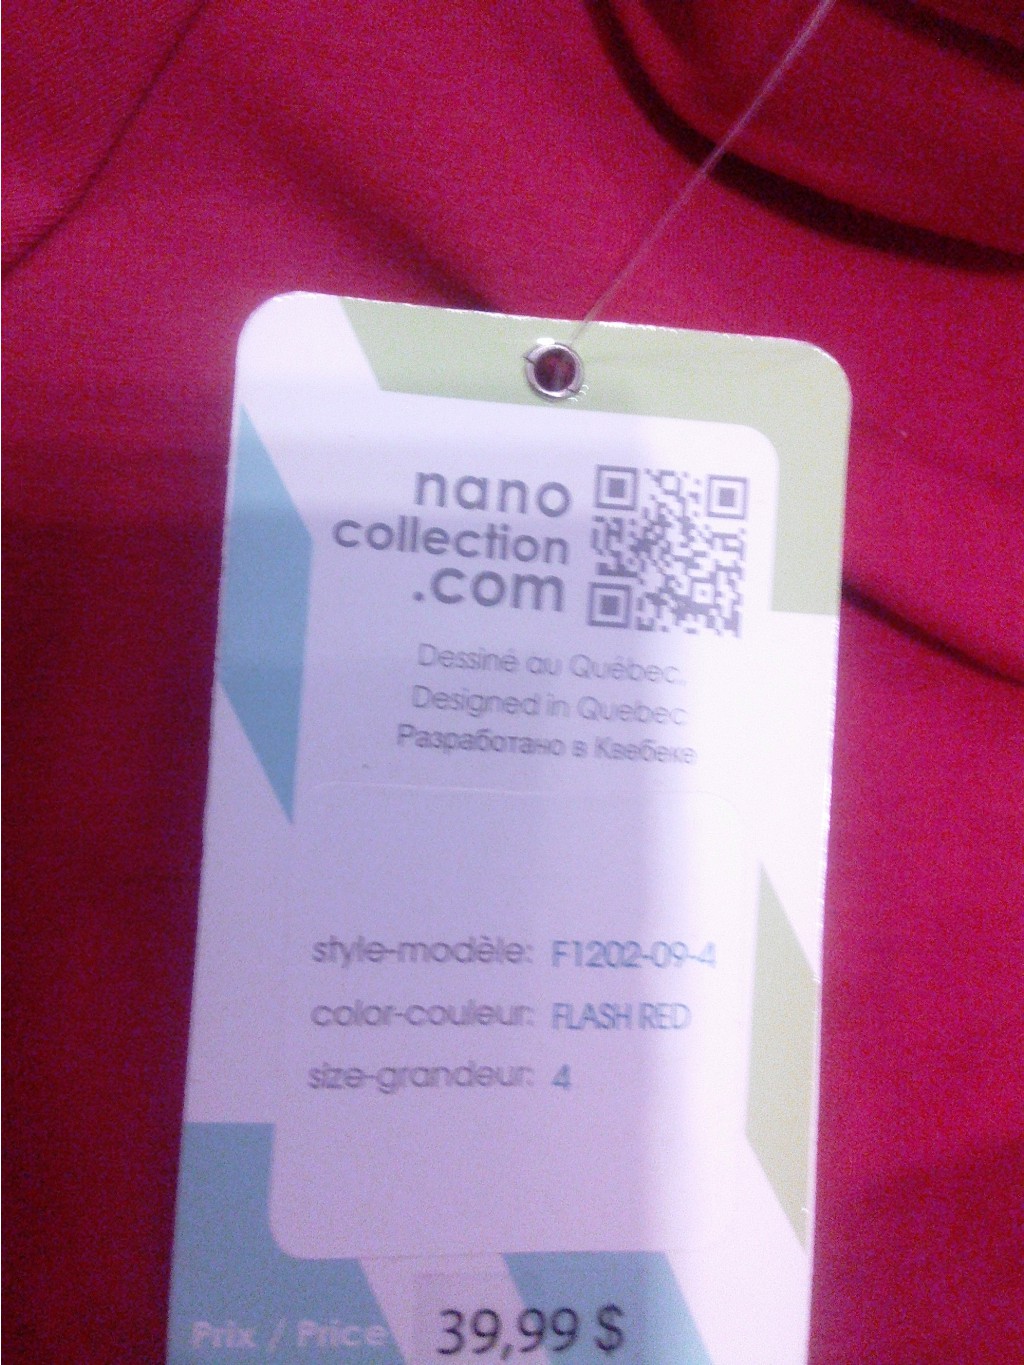 nano
collection
.com
Dessiné au Québec.
Designed in Quebec
Разработано в Квебеке
style-modèle: F1202-09-4
color-couleur: FLASH RED
size-grandeur: 4
Prix / Price 39,99 $